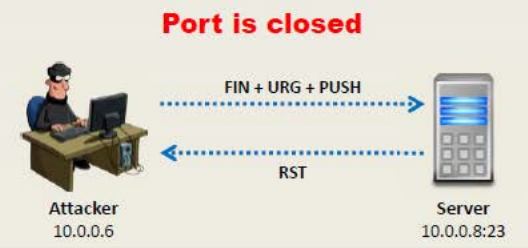 Port is closed
FIN + URG + PUSH
RST
Attacker
10.0.0.6
Server
10.0.0.8:23